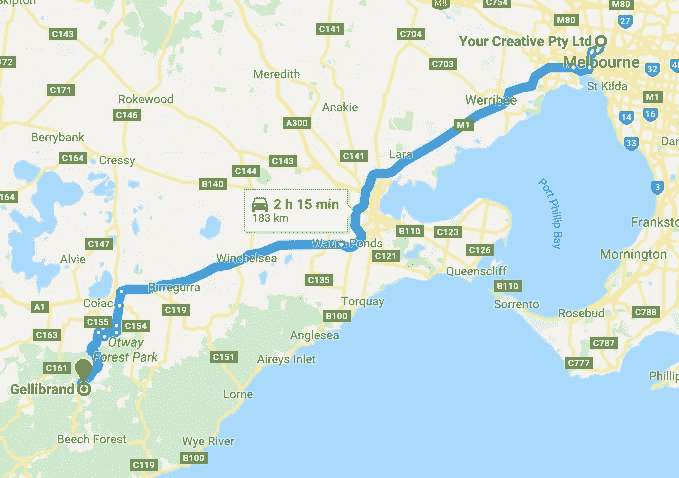 Skipton
C143
C141
M8
C754
M80
M80
27
C704
Your Creative Pty Ltd
Melbourne
C703
32
St Kilda
M1
Meredith
C171
Rokewood
Anakie
Werribee
C146
A300
M1
14
16
33
Berrybank
C164
Cressy
C141
Lara
C143
C144
B140
164
3
2 h 15 min
183 km
Port Phillip Bay
Frankston
C147
Alvie
Winchelsea
Waurn Ponds
B110
C123
C121
C126
Mornington
Queenscliff
C135
B110
A1
Colac
Birregurra
C119
Torquay
Sorrento
Rosebud
C788
C163
C155
C154
B100
Anglesea
C787
Otway
Forest Park
C151
Aireys Inlet
C777
C161
Gellibrand
Lorne
Beech Forest
Wye River
C119
B100